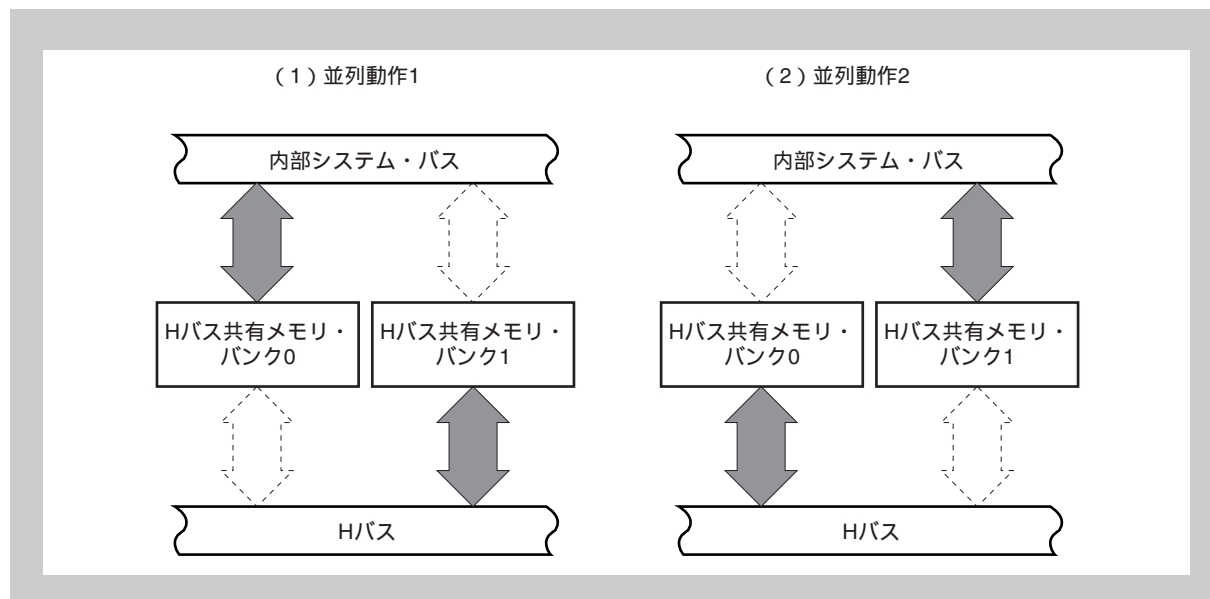 (1)並列動作1
内部システム・バス
Hバス共有メモリ・
バンク0
Hバス共有メモリ・
バンク1
Hバス
(2)並列動作2
内部システム・バス
Hバス共有メモリ・
バンク0
Hバス共有メモリ・
バンク1
Hバス